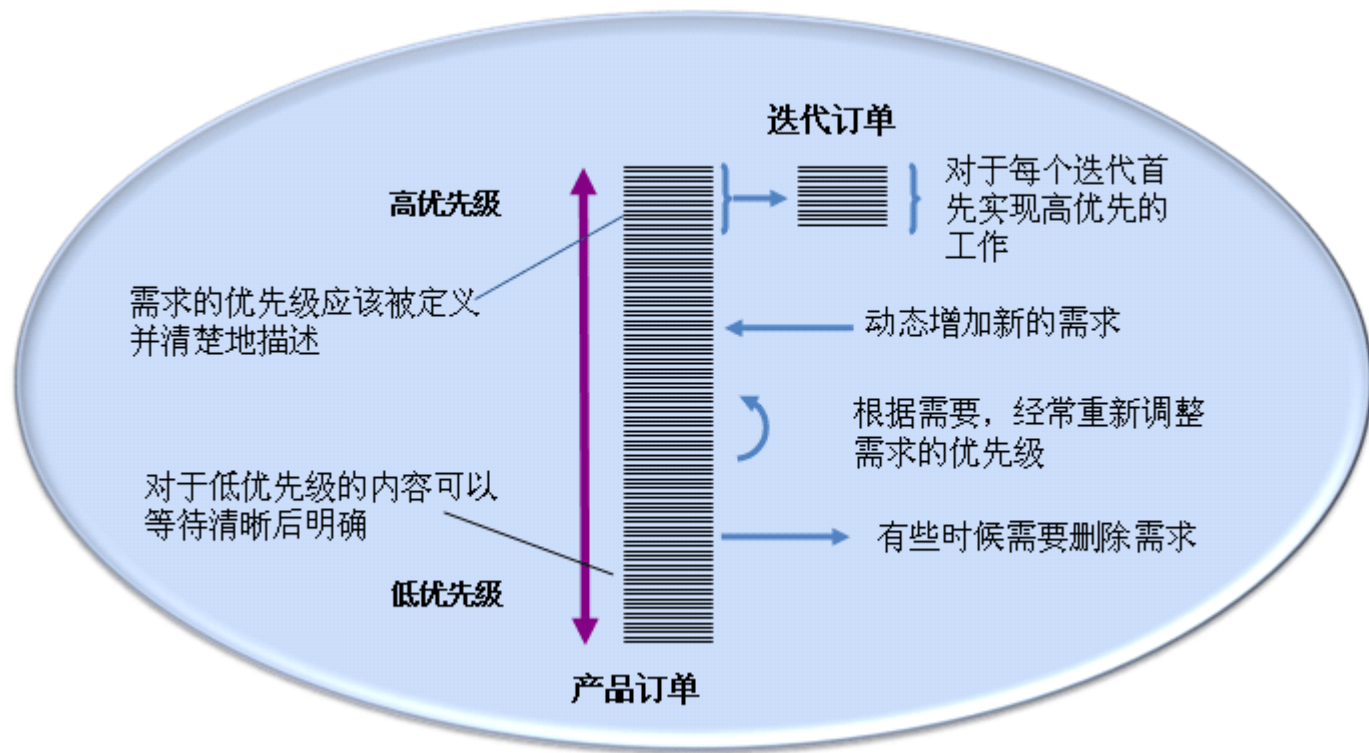 迭代订单
高优先级
对于每个迭代首
先实现高优先的
工作
需求的优先级应该被定义
并清楚地描述
动态增加新的需求
根据需要，经常重新调整
需求的优先级
对于低优先级的内容可以
等待清晰后明确
有些时候需要删除需求
低优先级
产品订单